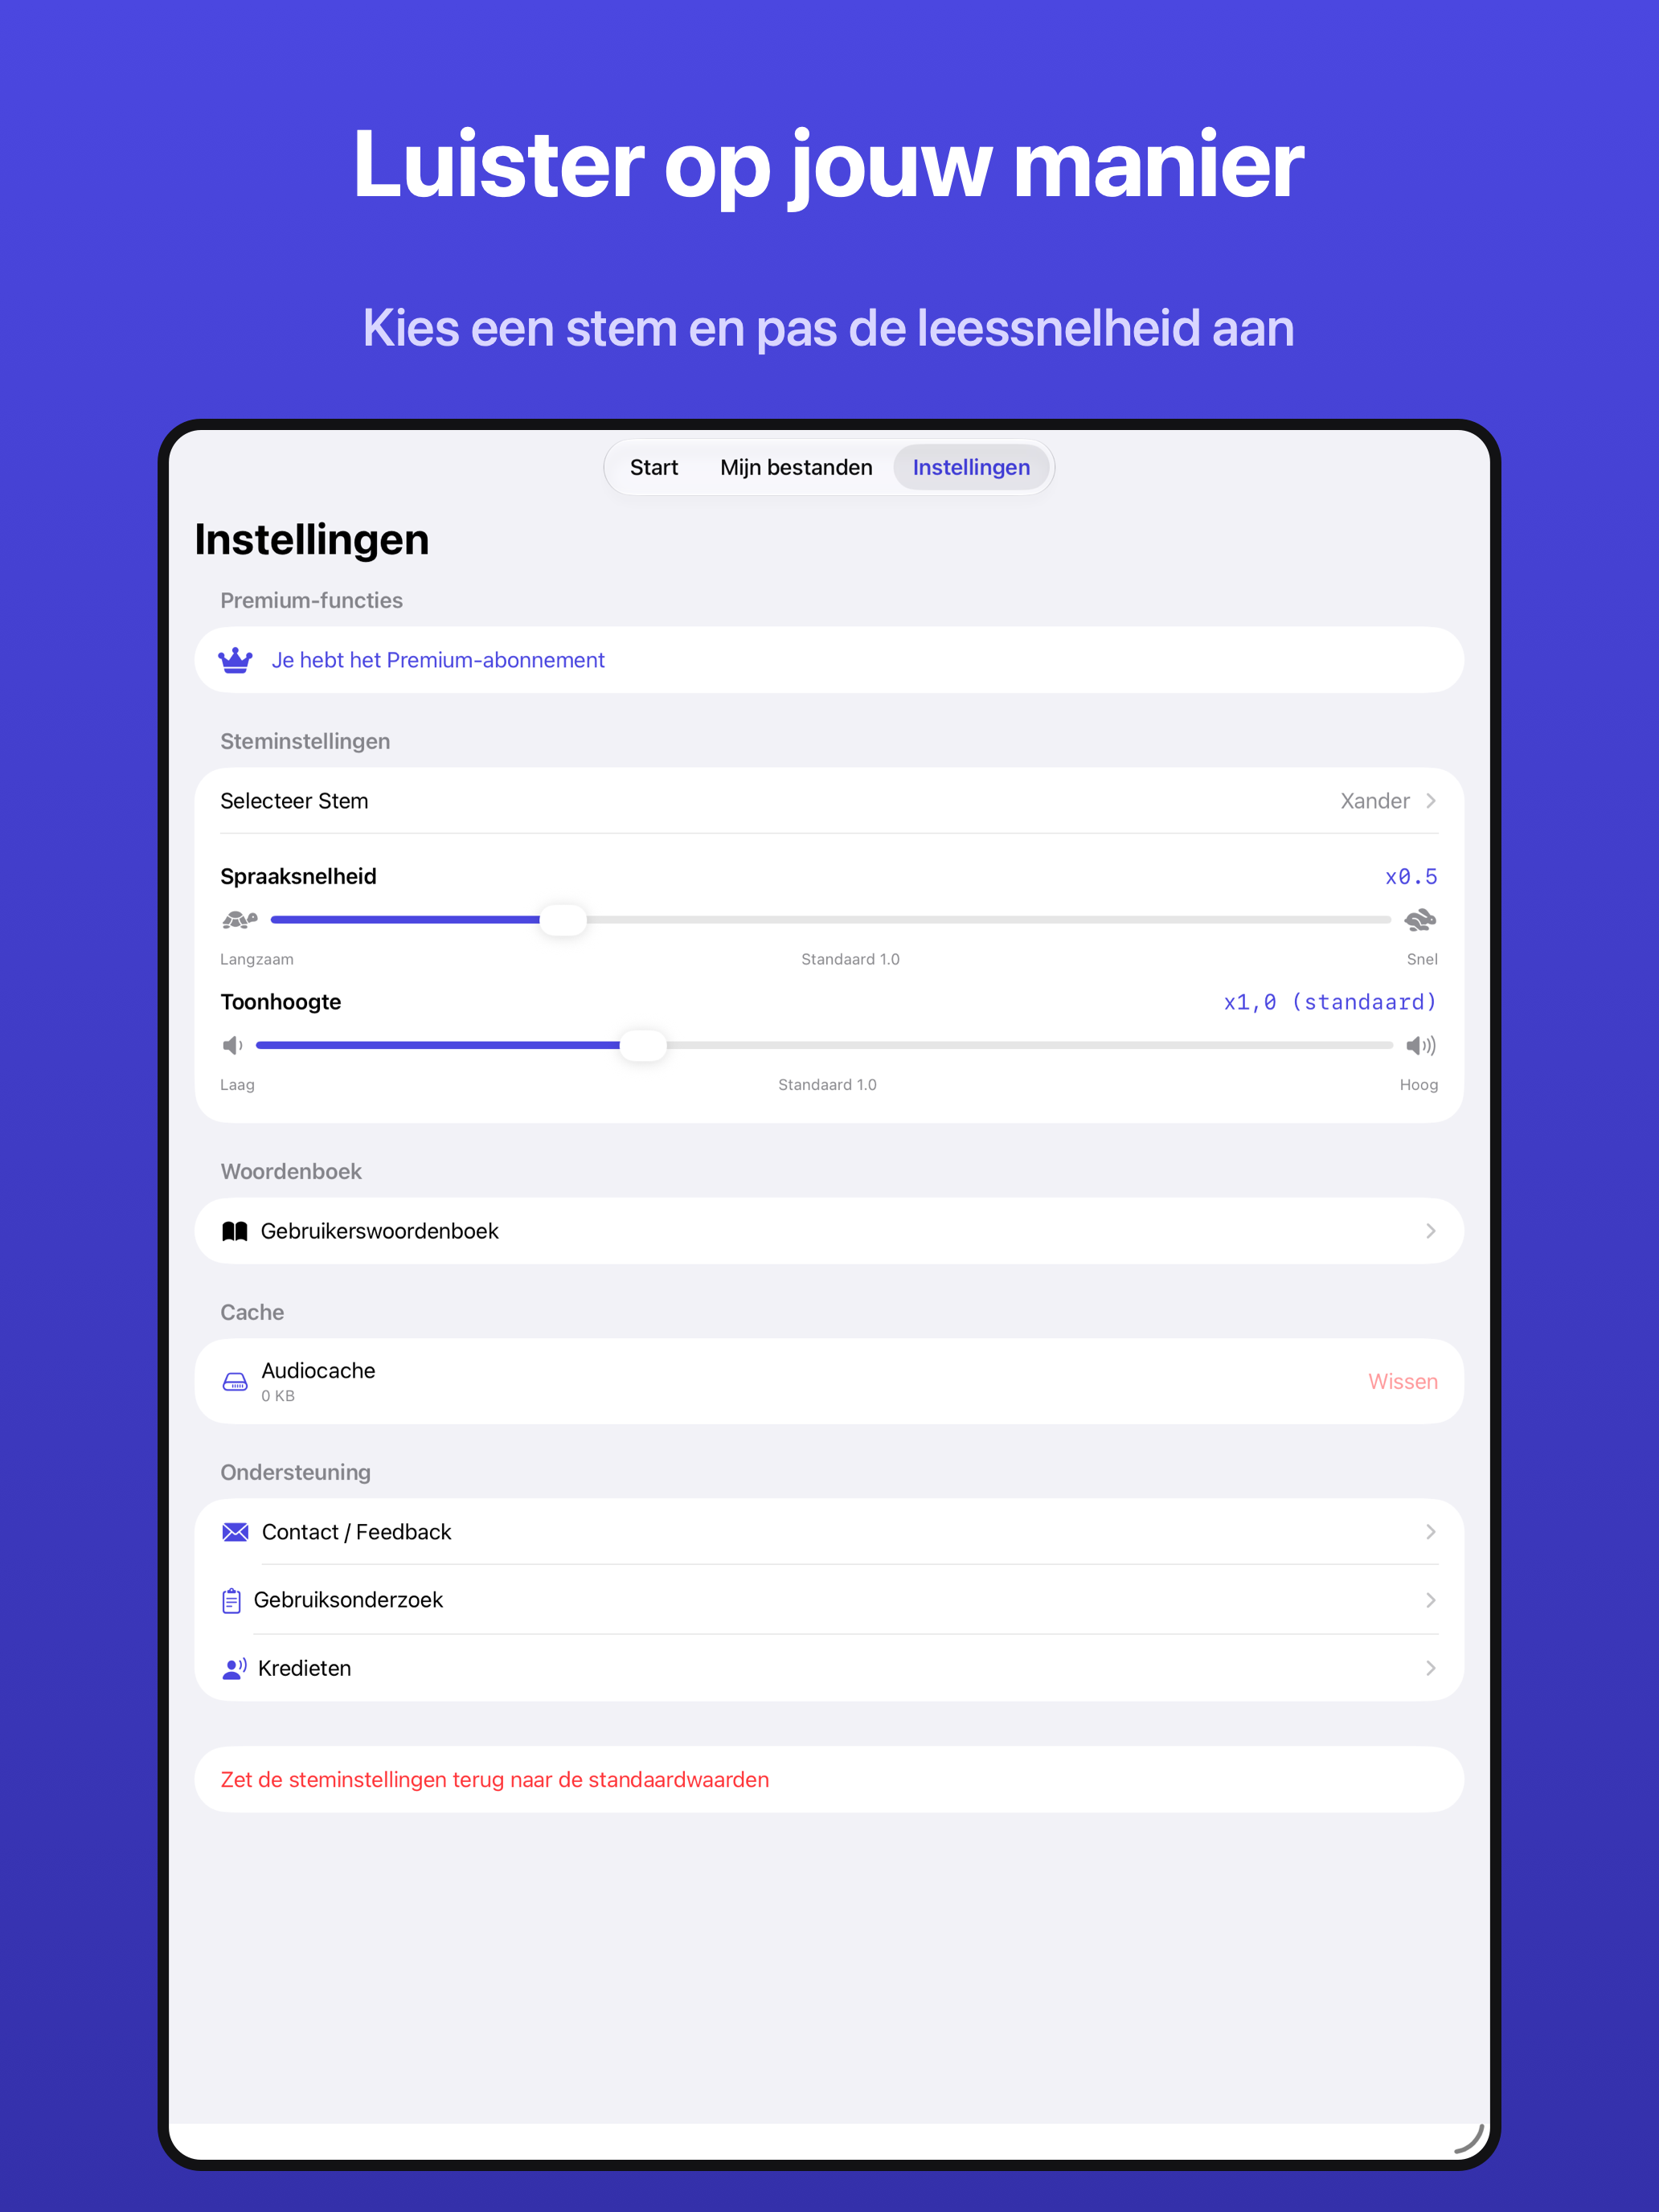 Luister op jouw manier
Kies een stem en pas de leessnelheid aan
Start Mijn bestanden Instellingen
Instellingen
Premium-functies
Je hebt het Premium-abonnement
Steminstellingen
Selecteer Stem Xander
Spraaksnelheid x0.5
Langzaam Standaard 1.0 Snel
Toonhoogte x1,0 (standaard)
Laag Standaard 1.0 Hoog
Woordenboek
Gebruikerswoordenboek
Cache
Audiocache
0 KB
Wissen
Ondersteuning
Contact / Feedback
Gebruiksonderzoek
Kredieten
Zet de steminstellingen terug naar de standaardwaarden